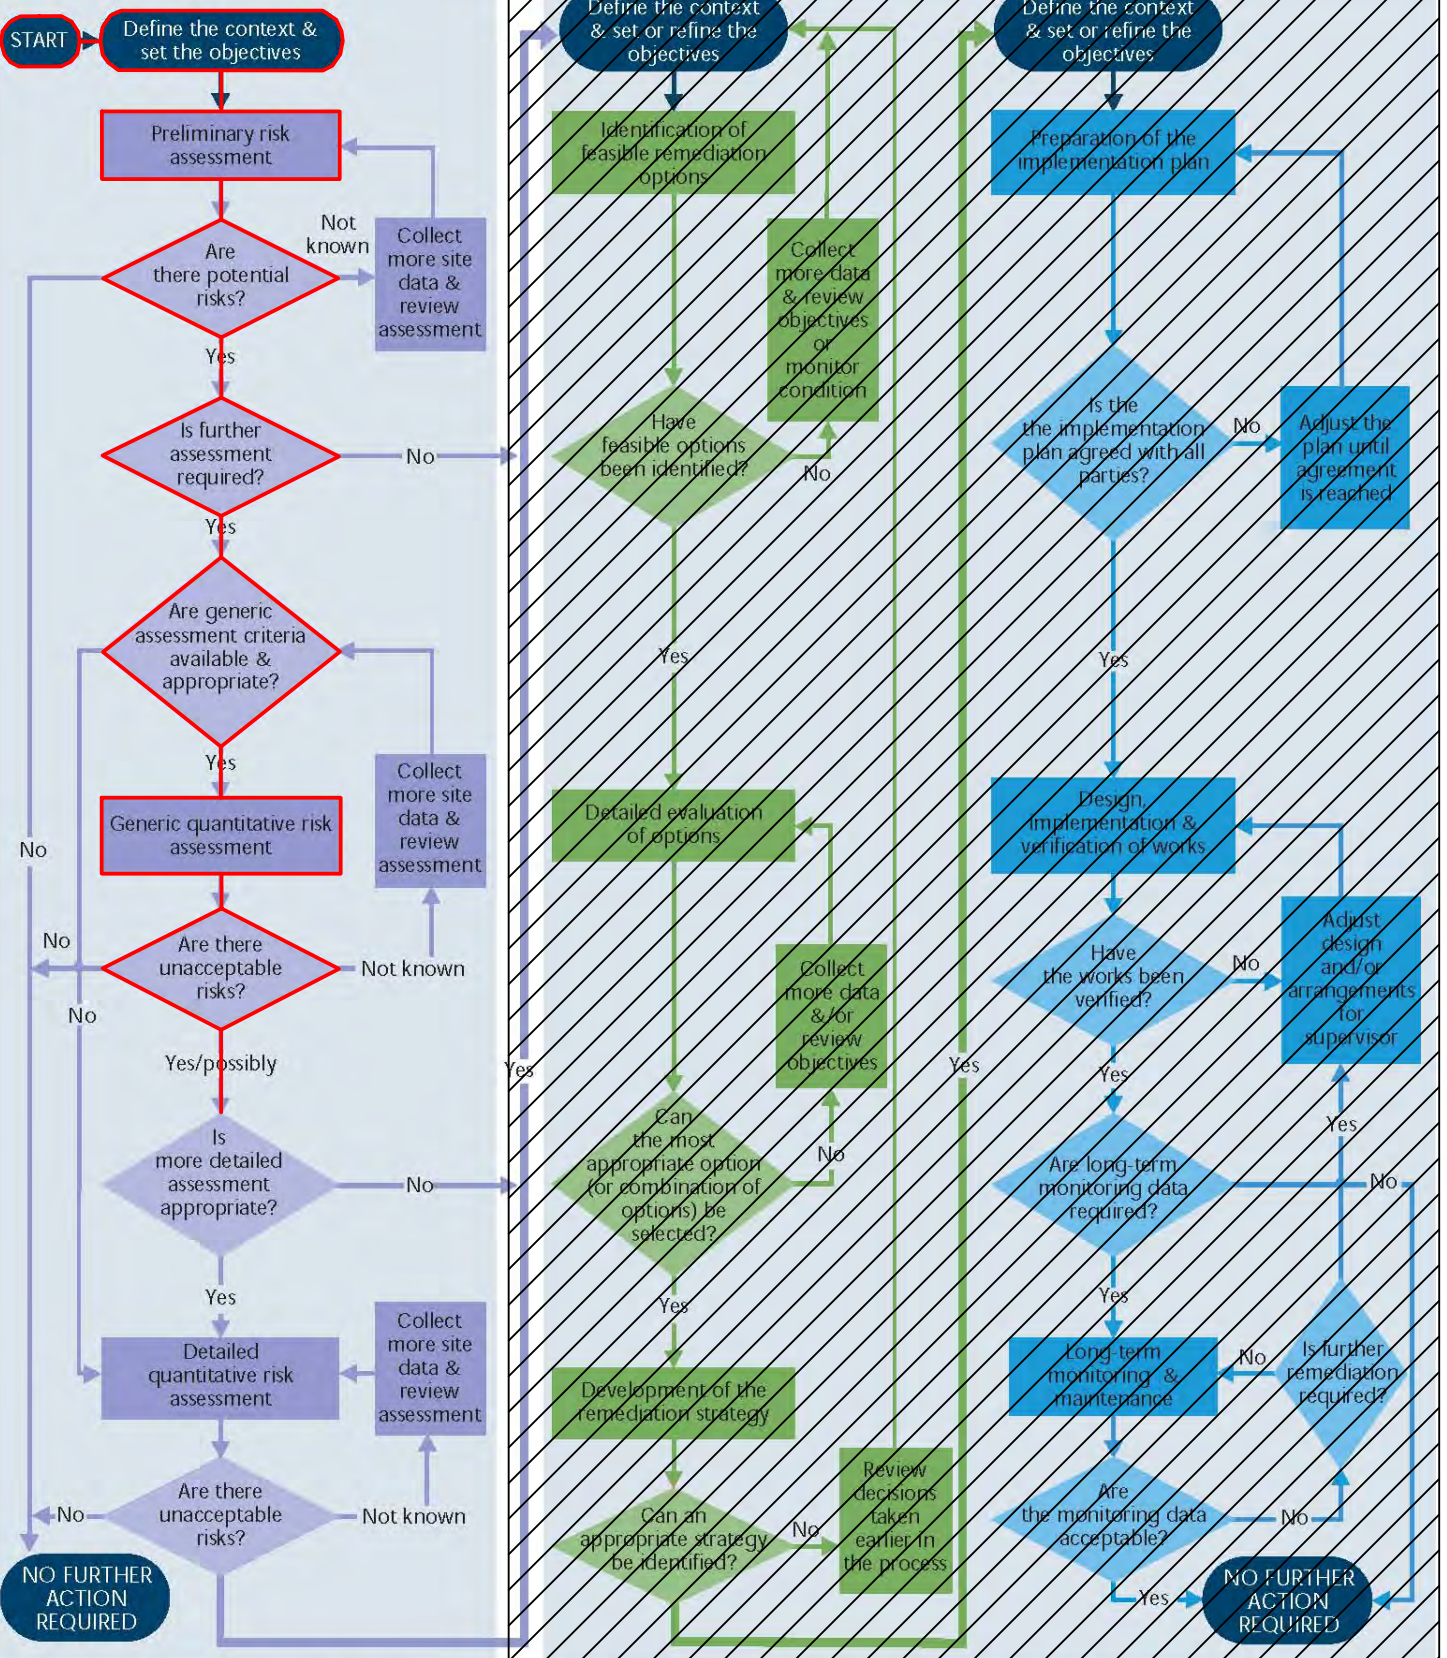 START
Define the context &
set the objectives
Preliminary risk
assessment
Are
there potential
risks?
Not
known
Collect
more site
data &
review
assessment
Yes
Is further
assessment
required?
No
Yes
Are generic
assessment criteria
available &
appropriate?
Yes
Collect
more site
data &
review
assessment
Generic quantitative risk
assessment
No
No
Are there
unacceptable
risks?
Not known
No
Yes/possibly
Is
more detailed
assessment
appropriate?
No
Yes
Collect
more site
data &
review
assessment
Detailed
quantitative risk
assessment
No
Are there
unacceptable
risks?
Not known
NO FURTHER
ACTION
REQUIRED
Yes
Define the context
& set or refine the
objectives
Identification of
feasible remediation
options
Collect
more data
& review
objectives
or
monitor
condition
Have
feasible options
been identified?
No
Yes
Detailed evaluation
of options
Collect
more data
&/or
review
objectives
Can
the most
appropriate option
(or combination of
options) be
selected?
No
Yes
Development of the
remediation strategy
Review
decisions
taken
earlier in
the process
Can an
appropriate strategy
be identified?
No
Yes
Define the context
& set or refine the
objectives
Preparation of the
implementation plan
Is the
the implementation
plan agreed with all
parties?
No
Adjust the
plan until
agreement
is reached
Yes
Design,
implementation &
verification of works
Adjust
design
and/or
arrangements
for
supervisor
Have
the works been
verified?
No
Yes
Yes
Are long-term
monitoring data
required?
No
Yes
Long-term
monitoring &
maintenance
No
Is further
remediation
required?
Are
the monitoring data
acceptable?
No
Yes
NO FURTHER
ACTION
REQUIRED